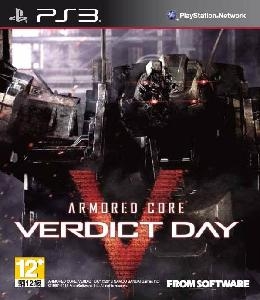 PS3
PlayStation Network
ARMORED CORE
V
VERDICT DAY
12+
FROM SOFTWARE